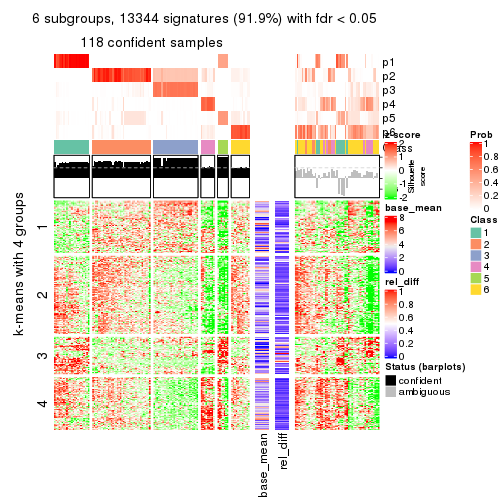 6 subgroups, 13344 signatures (91.9%) with fdr < 0.05
118 confident samples
p1
p2
p3
p4
p5
p6
Class
Silhouette
score
k-means with 4 groups
1
2
3
4
base_mean
rel_diff
z-score
2
1
0
-1
-2
base_mean
8
6
4
2
0
rel_diff
1
0.8
0.6
0.4
0.2
0
Status (barplots)
confident
ambiguous
Prob
1
0.8
0.6
0.4
0.2
0
Class
1
2
3
4
5
6